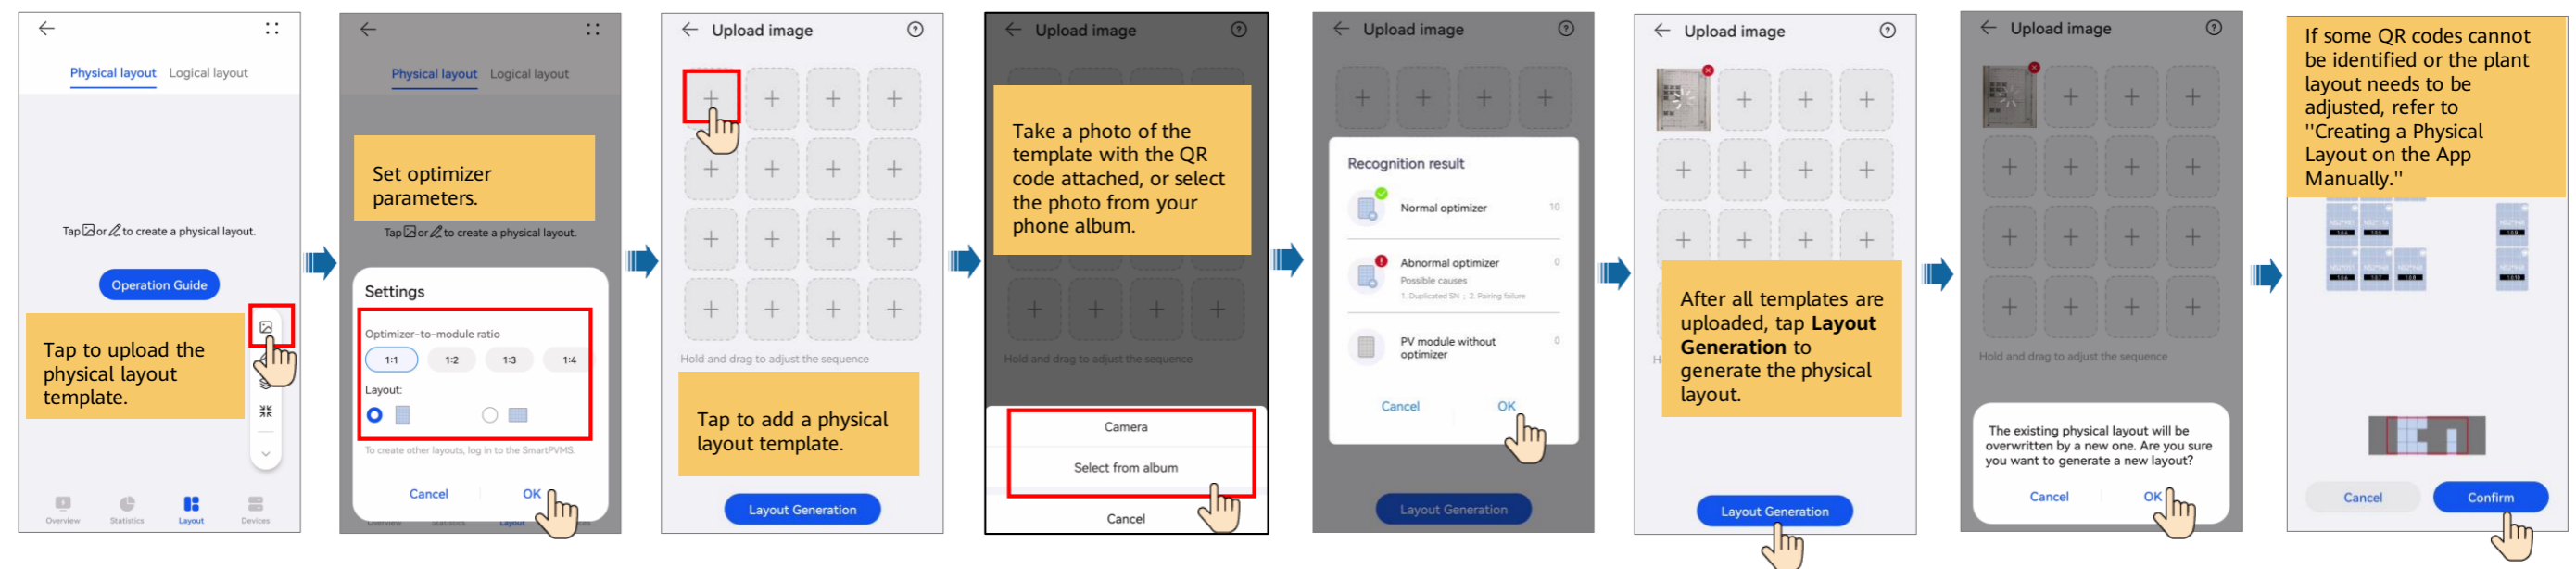 Physical layout Logical layout
Tap or to create a physical layout.
Operation Guide
Tap to upload the
physical layout
template.
Overview Statistics Layout Devices
Physical layout Logical layout
Set optimizer
parameters.
Tap or to create a physical layout.
Settings
Optimizer-to-module ratio
1:1 1:2 1:3 1:4
Layout:
To create other layouts, log in to the SmartPVMS.
Cancel OK
Overview Statistics Layout
Upload image
Hold and drag to adjust the sequence
Tap to add a physical
layout template.
Layout Generation
Upload image
Take a photo of the
template with the QR
code attached, or select
the photo from your
phone album.
Hold and drag to adjust the sequence
Camera
Select from album
Cancel
Upload image
Recognition result
Normal optimizer 10
Abnormal optimizer 0
Possible causes
1. Duplicated SN ; 2. Pairing failure
PV module without 0
optimizer
Cancel OK
Layout Generation
Upload image
H
After all templates are
uploaded, tap Layout
Generation to
generate the physical
layout.
Layout Generation
Upload image
Hold and drag to adjust the sequence
The existing physical layout will be
overwritten by a new one. Are you sure
you want to generate a new layout?
Cancel OK
If some QR codes cannot
be identified or the plant
layout needs to be
adjusted, refer to
"Creating a Physical
Layout on the App
Manually."
Cancel Confirm